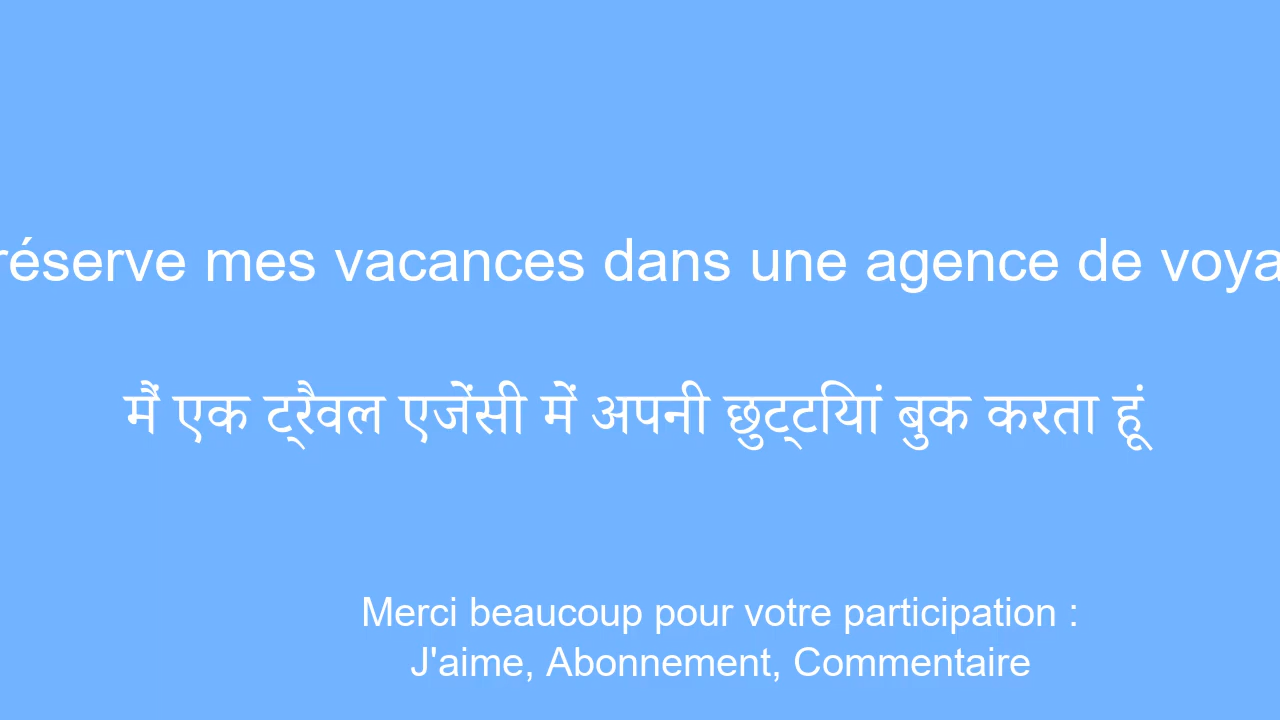 réserve mes vacances dans une agence de voya
मैं एक ट्रैवल एजेंसी में अपनी छुट्टियां बुक करता हूं
Merci beaucoup pour votre participation :
J'aime, Abonnement, Commentaire